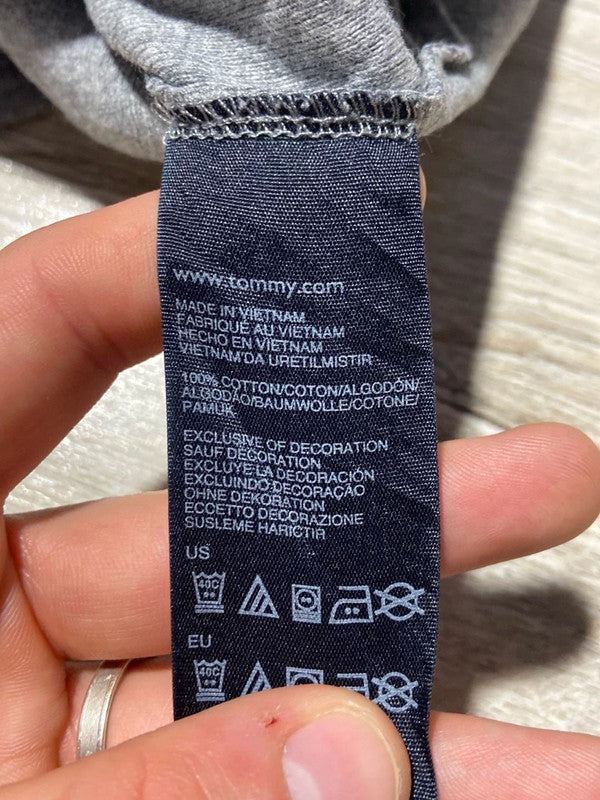 www.tommy.com
MADE IN VIETNAM
FABRIQUÉ AU VIETNAM
HECHO EN VIETNAM
VIETNAM'DA URETILMISTIR
100% COTTON/COTON/ALGODÓN/
ALGODÃO/BAUMWOLLE/COTONE/
PAMUK
EXCLUSIVE OF DECORATION
SAUF DECORATION
EXCLUYE LA DECORACIÓN
EXCLUINDO DECORAÇÃO
OHNE DEKORATION
ECCETTO DECORAZIONE
SUSLEME HARICTIR
US
40C
EU
40C